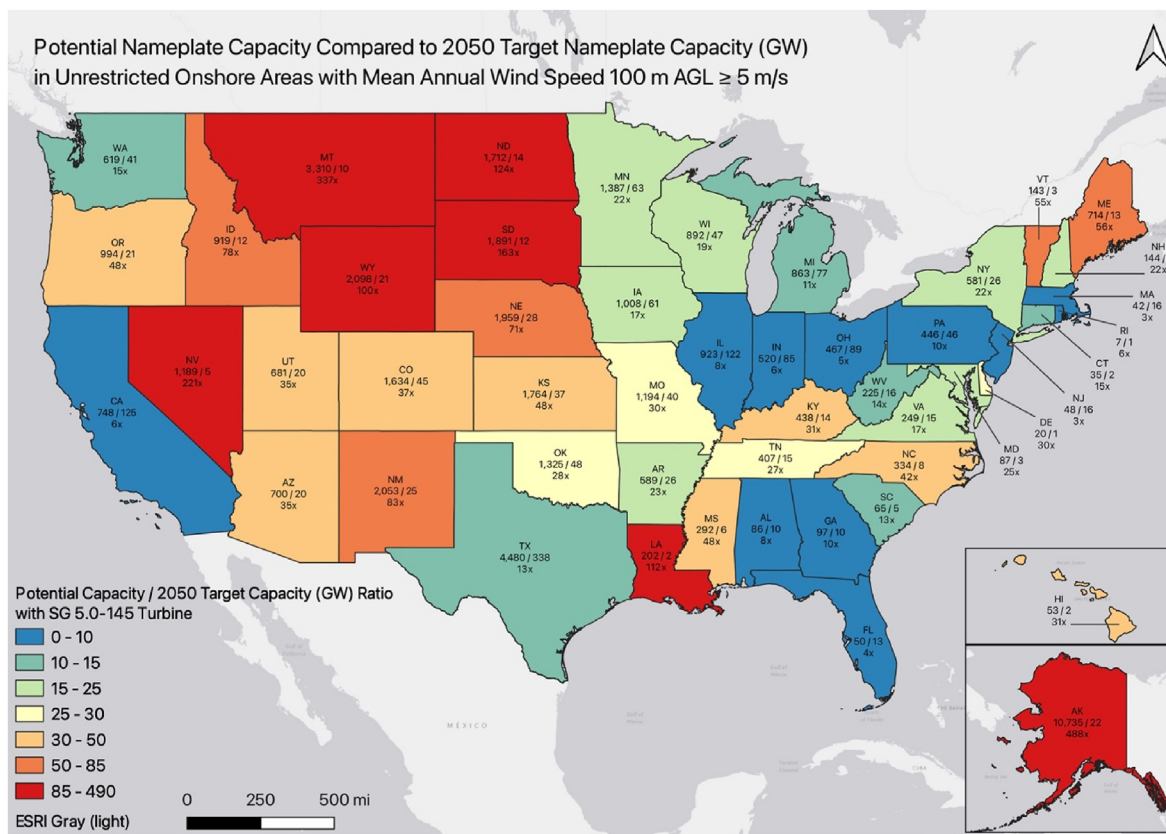 Potential Nameplate Capacity Compared to 2050 Target Nameplate Capacity (GW)
in Unrestricted Onshore Areas with Mean Annual Wind Speed 100 m AGL ≥ 5 m/s
WA
619 / 41
15x
MT
3,310 / 10
337x
ND
1,712 / 14
124x
MN
1,387 / 63
22x
VT
143 / 3
55x
ME
714 / 13
56x
OR
994 / 21
48x
ID
919 / 12
78x
SD
1,891 / 12
163x
WI
892 / 47
19x
MI
863 / 77
11x
NY
581 / 26
22x
NH
144 /
22x
WY
2,098 / 21
100x
MA
42 / 16
3x
IA
1,008 / 61
17x
NE
1,959 / 28
71x
RI
7 / 1
6x
PA
446 / 46
10x
CT
35 / 2
15x
NV
1,189 / 5
221x
UT
681 / 20
35x
CO
1,634 / 45
37x
KS
1,764 / 37
48x
MO
1,194 / 40
30x
IL
923 / 122
8x
IN
520 / 85
6x
OH
467 / 89
5x
WV
225 / 16
14x
VA
249 / 15
17x
NJ
48 / 16
3x
DE
20 / 1
30x
MD
87 / 3
25x
CA
748 / 125
6x
KY
438 / 14
31x
AZ
700 / 20
35x
NM
2,053 / 25
83x
OK
1,325 / 48
28x
AR
589 / 26
23x
TN
407 / 15
27x
NC
334 / 8
42x
SC
65 / 5
13x
TX
4,480 / 338
13x
LA
202 / 2
112x
MS
292 / 6
48x
AL
86 / 10
8x
GA
97 / 10
10x
FL
50 / 13
4x
HI
53 / 2
31x
AK
10,735 / 22
488x
MÉXICO
CUBA
Potential Capacity / 2050 Target Capacity (GW) Ratio
with SG 5.0-145 Turbine
0 - 10
10 - 15
15 - 25
25 - 30
30 - 50
50 - 85
85 - 490
0 250 500 mi
ESRI Gray (light)